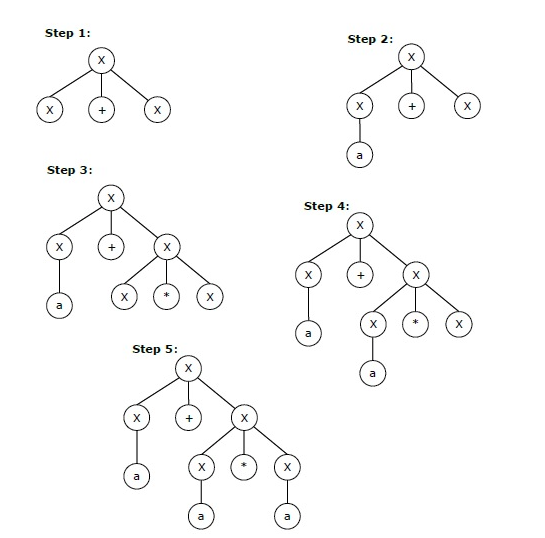 Step 1:
X
X + X
Step 2:
X
X + X
a
Step 3:
X
X + X
a X * X
Step 4:
X
X + X
a X * X
a
Step 5:
X
X + X
a X * X
a a